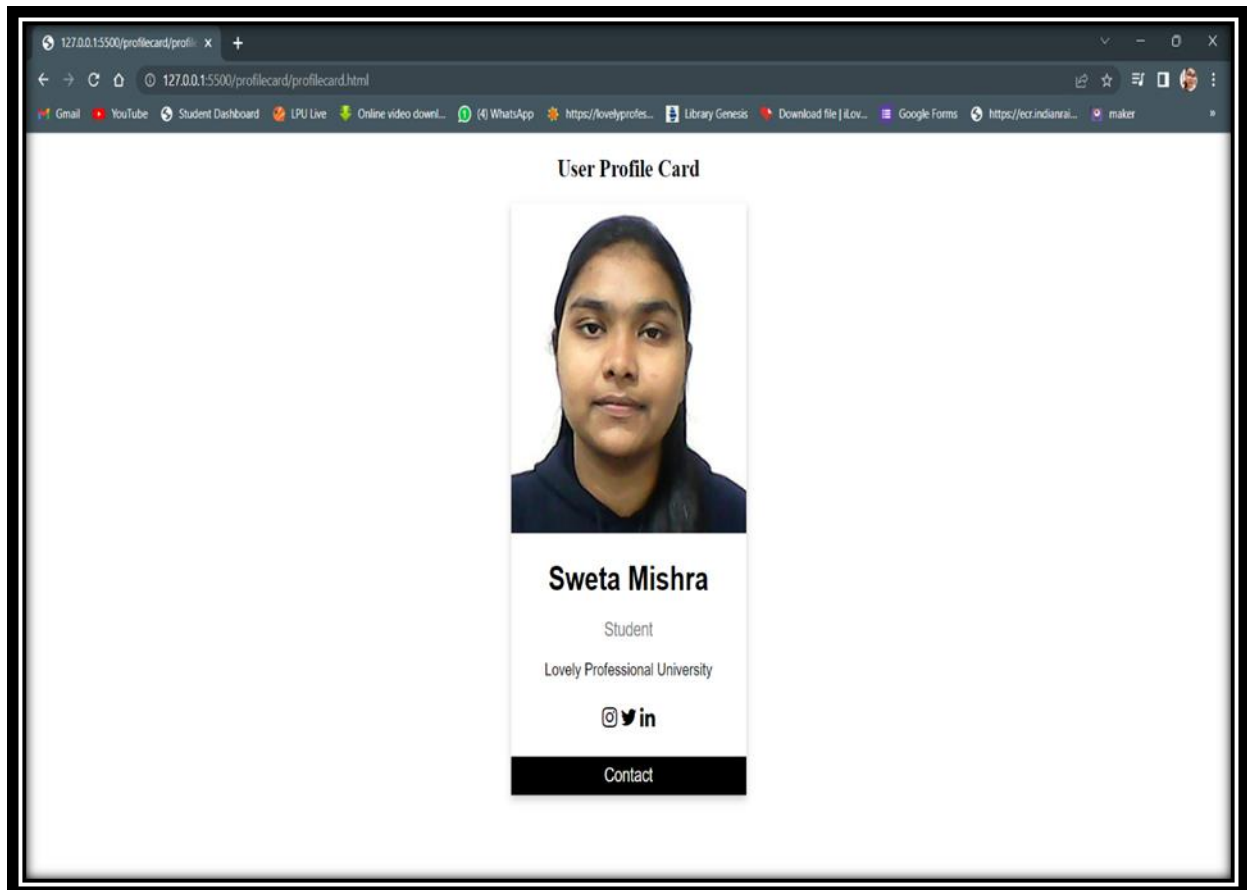 127.0.0.1:5500/profilecard/profil
127.0.0.1:5500/profilecard/profilecard.html
Gmail YouTube Student Dashboard LPU Live Online video downl... (4) WhatsApp https://lovelyprofes... Library Genesis Download file | iLov... Google Forms https://ecr.indianrai... maker »
User Profile Card
Sweta Mishra
Student
Lovely Professional University
in
Contact